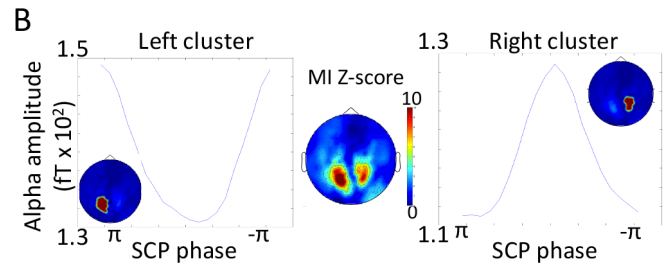 B
Left cluster
Right cluster
1.5
1.3
MI Z-score
10
0
Alpha amplitude
(fT x 10²)
1.3
π
-π
SCP phase
1.1
π
-π
SCP phase